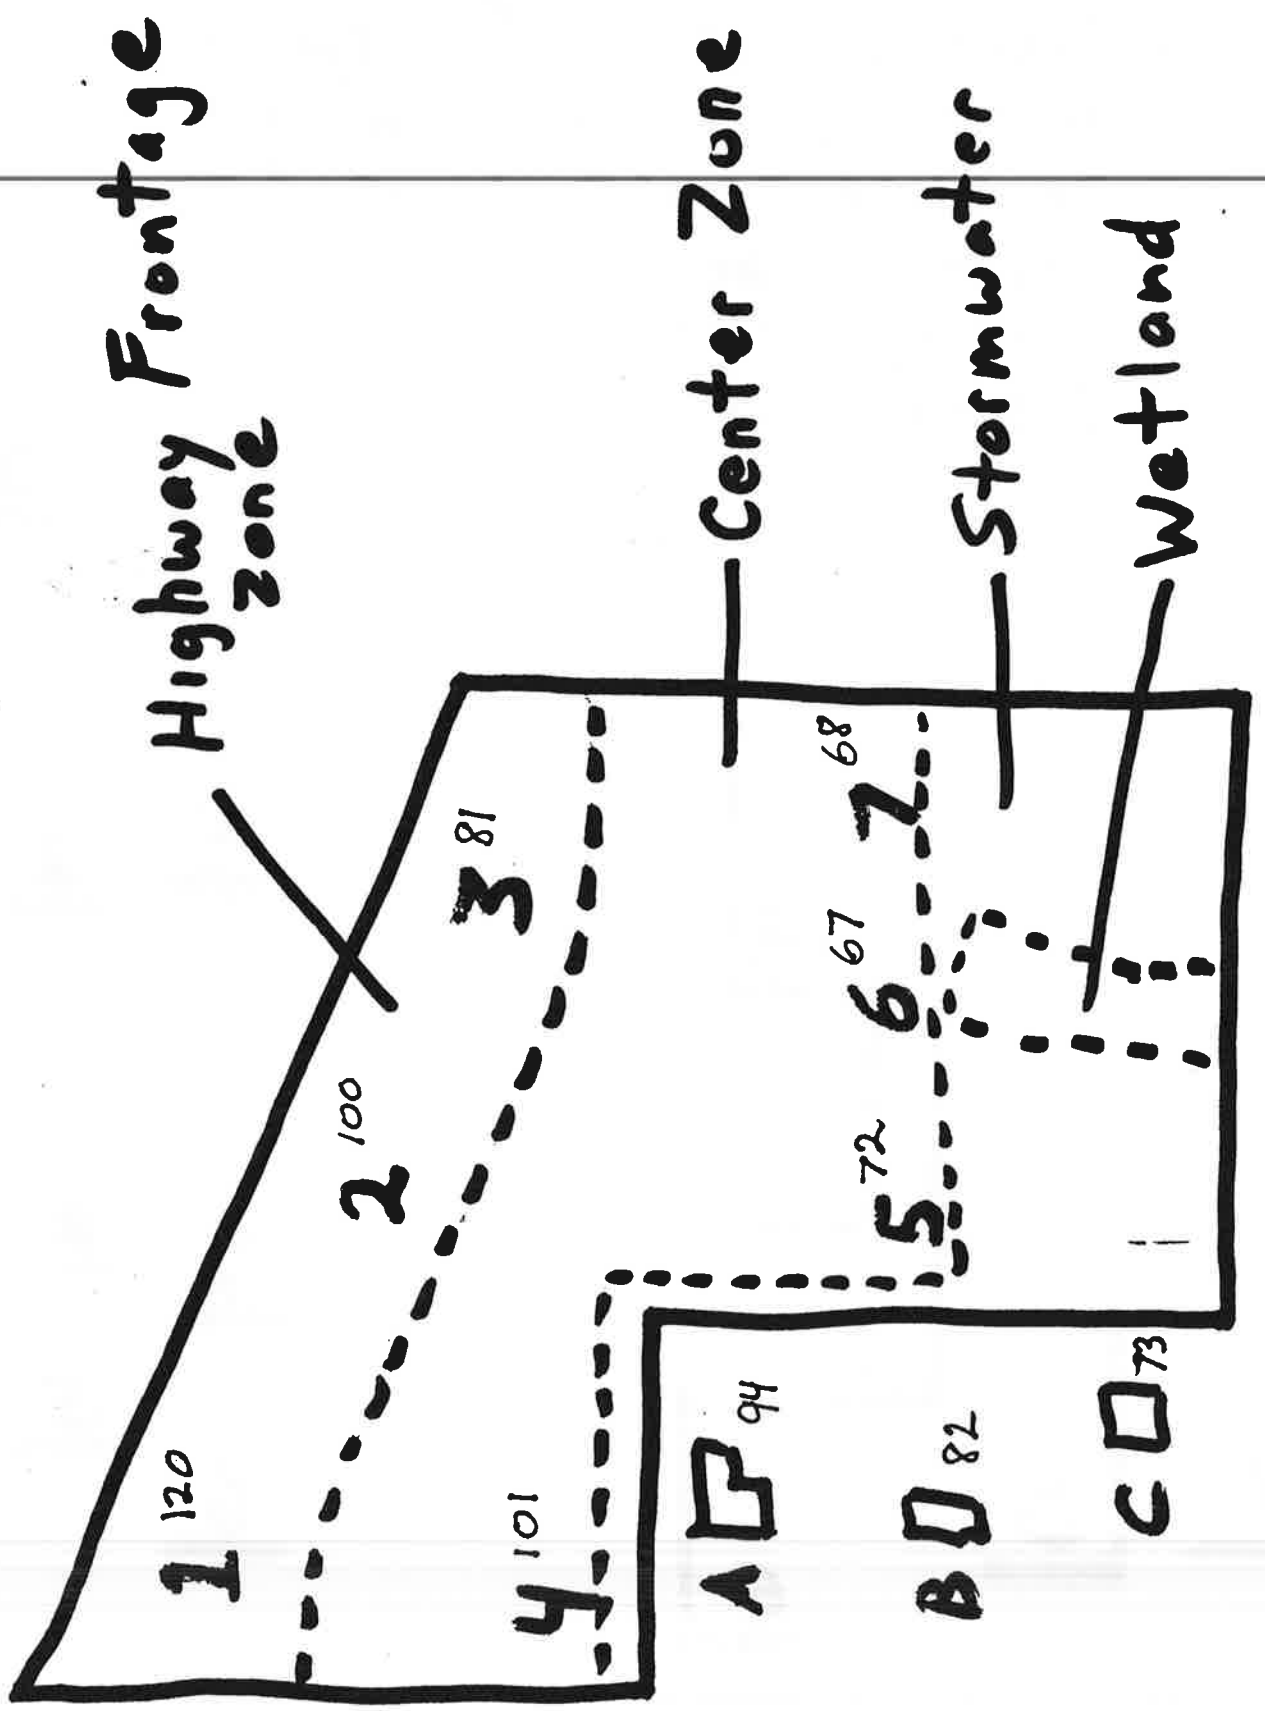 Highway Frontage
zone
Center Zone
Stormwater
Wetland
1 120
2 100
3 81
4 101
5 72
6 67
7 68
A 94
B 82
C 73